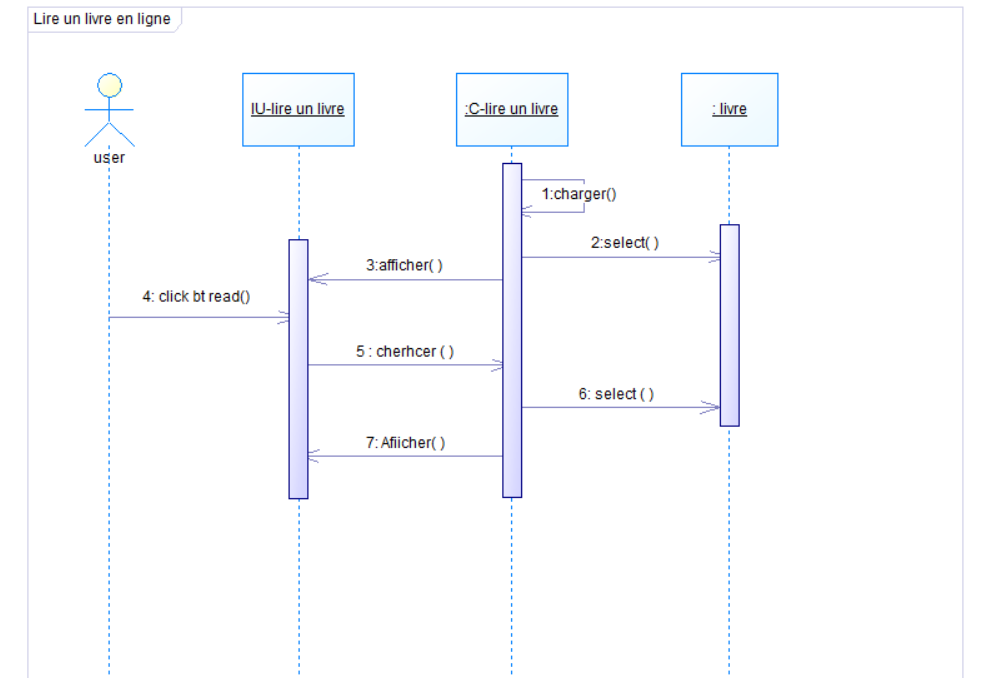 Lire un livre en ligne
user
IU-lire un livre
:C-lire un livre
: livre
1:charger()
2:select( )
3:afficher( )
4: click bt read()
5 : cherhcer ( )
6: select ( )
7: Afiicher( )